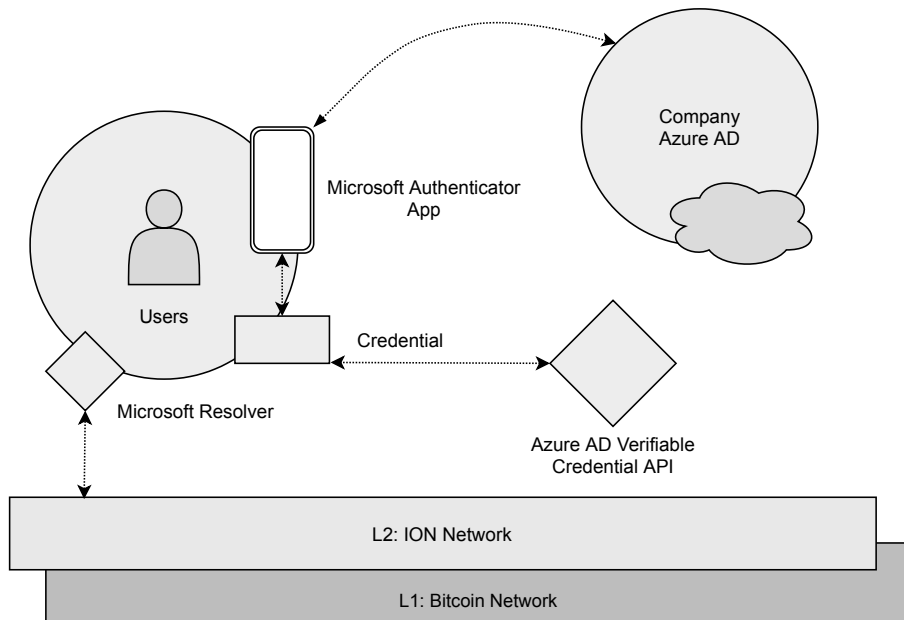 Company
Azure AD
Microsoft Authenticator
App
Users
Credential
Microsoft Resolver
Azure AD Verifiable
Credential API
L2: ION Network
L1: Bitcoin Network